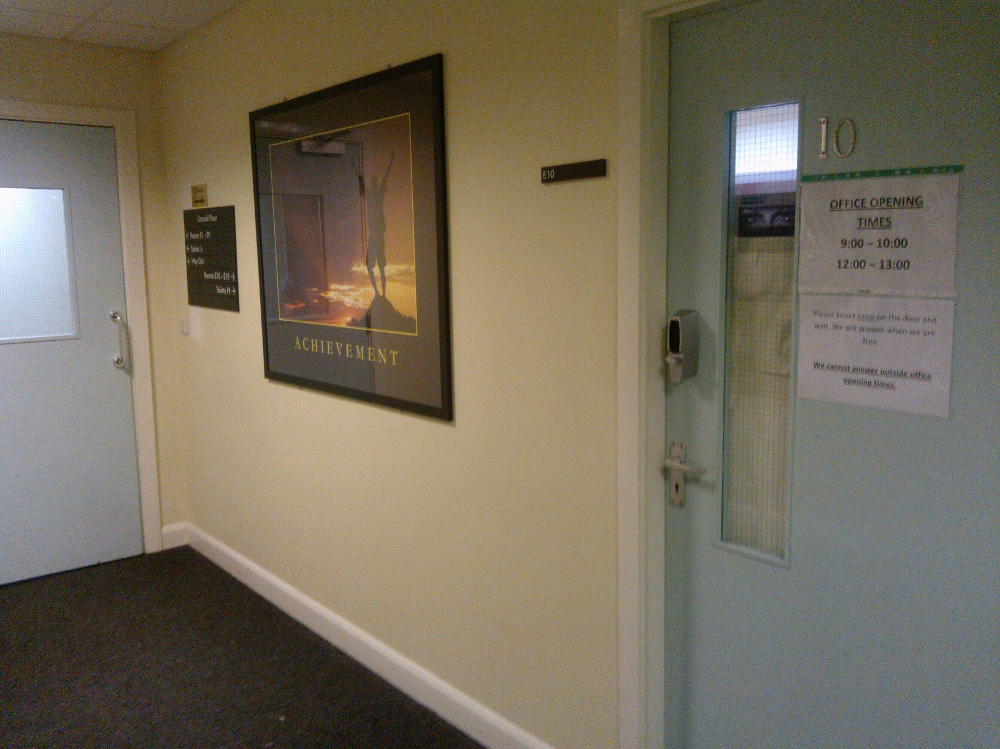 Ground Floor
← Rooms E1 - E9
← Toilets
← Way Out
Rooms E10 - E19 →
Toilets →
ACHIEVEMENT
E10
10
OFFICE OPENING
TIMES
9:00 – 10:00
12:00 – 13:00
Please knock once on the door and
wait. We will answer when we are
free.
We cannot answer outside office
opening times.